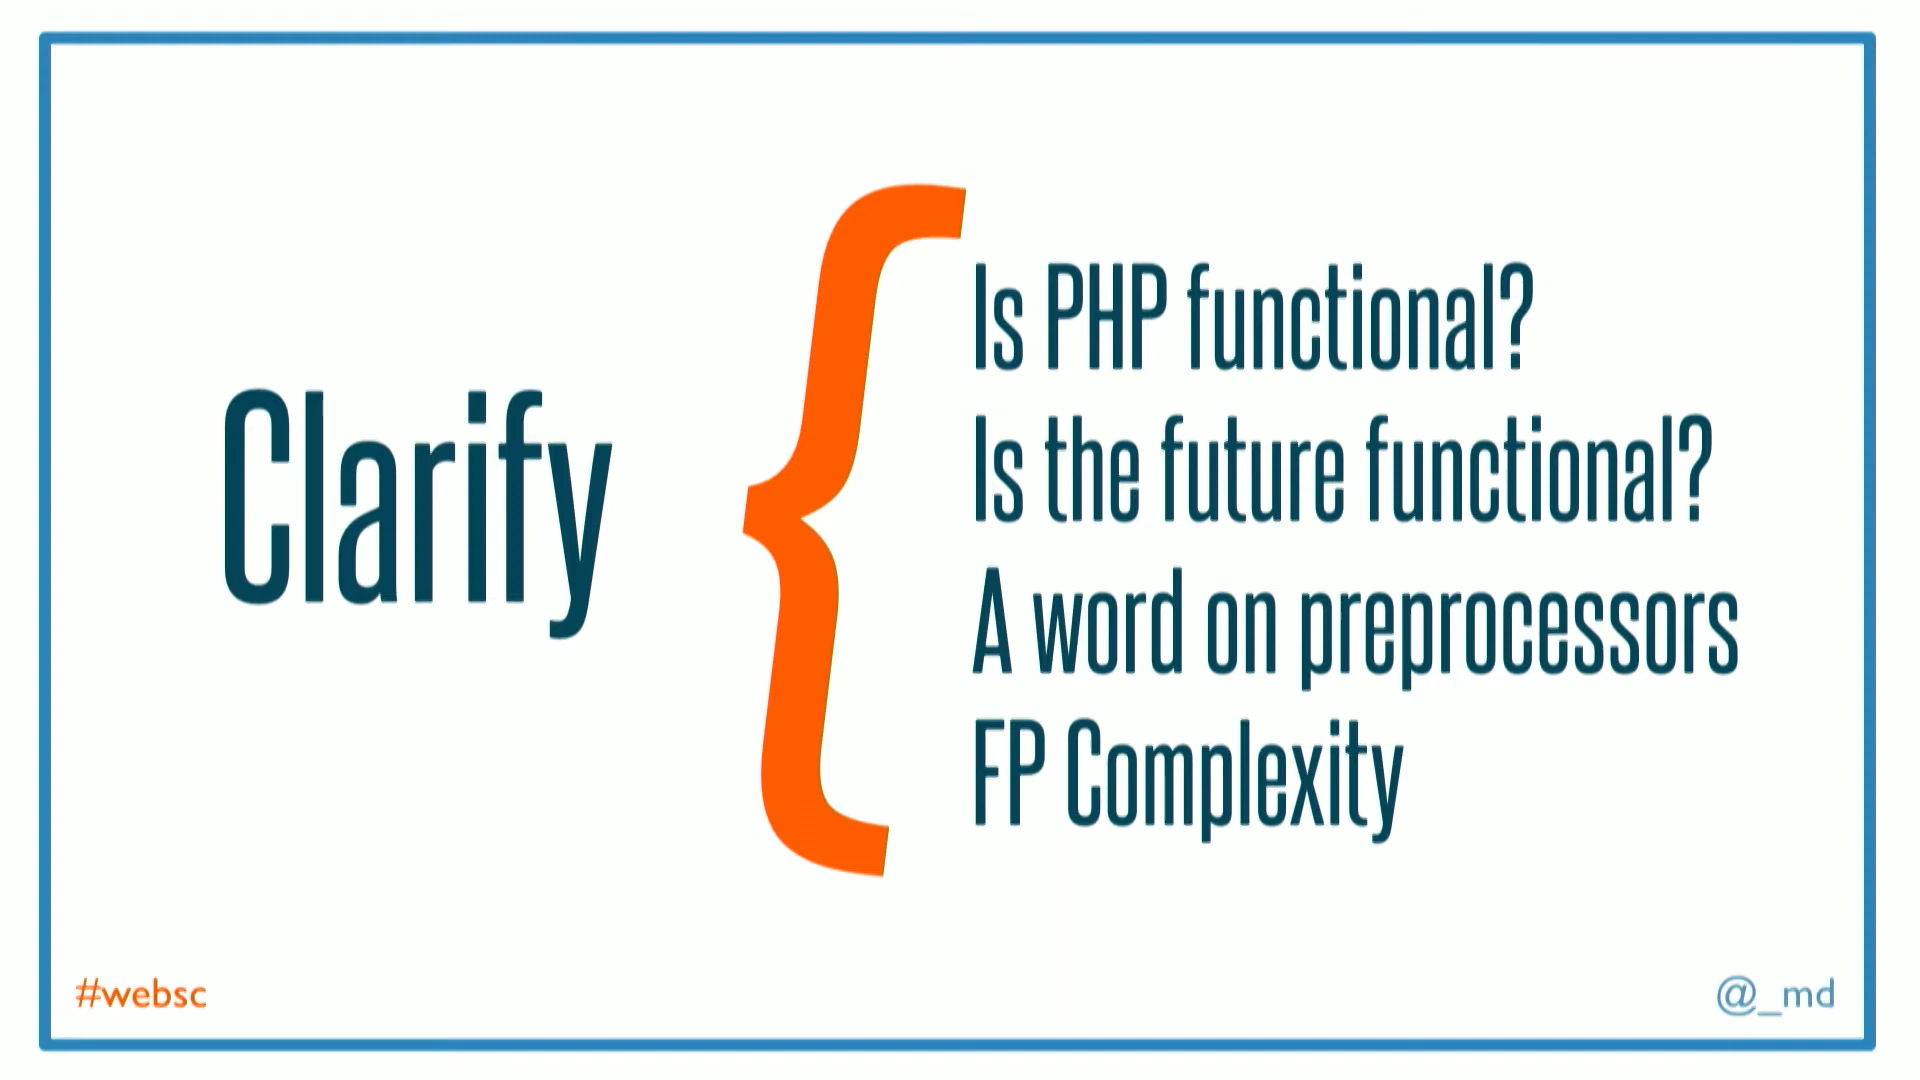 Clarify
{
Is PHP functional?
Is the future functional?
A word on preprocessors
FP Complexity
#websc
@_md